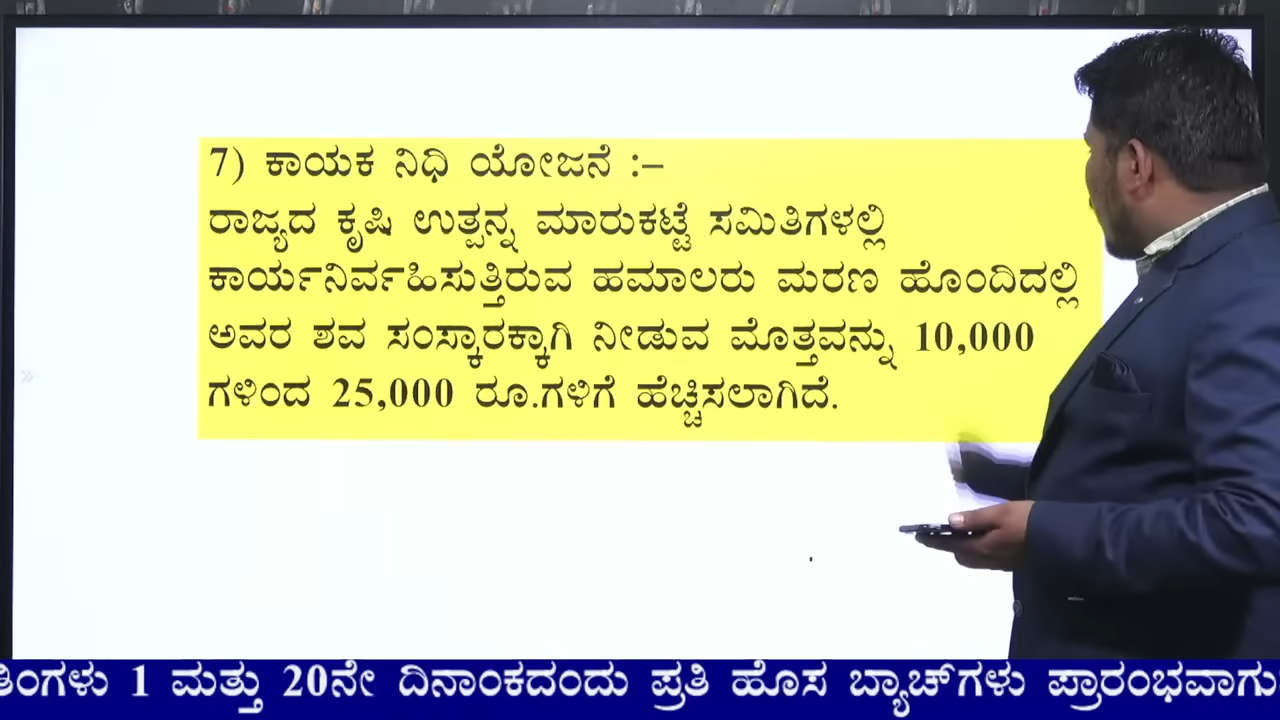 7) ಕಾಯಕ ನಿಧಿ ಯೋಜನೆ :–
ರಾಜ್ಯದ ಕೃಷಿ ಉತ್ಪನ್ನ ಮಾರುಕಟ್ಟೆ ಸಮಿತಿಗಳಲ್ಲಿ
ಕಾರ್ಯನಿರ್ವಹಿಸುತ್ತಿರುವ ಹಮಾಲರು ಮರಣ ಹೊಂದಿದಲ್ಲಿ
ಅವರ ಶವ ಸಂಸ್ಕಾರಕ್ಕಾಗಿ ನೀಡುವ ಮೊತ್ತವನ್ನು 10,000
ಗಳಿಂದ 25,000 ರೂ.ಗಳಿಗೆ ಹೆಚ್ಚಿಸಲಾಗಿದೆ.
ತಿಂಗಳು 1 ಮತ್ತು 20ನೇ ದಿನಾಂಕದಂದು ಪ್ರತಿ ಹೊಸ ಬ್ಯಾಚ್‌ಗಳು ಪ್ರಾರಂಭವಾಗು